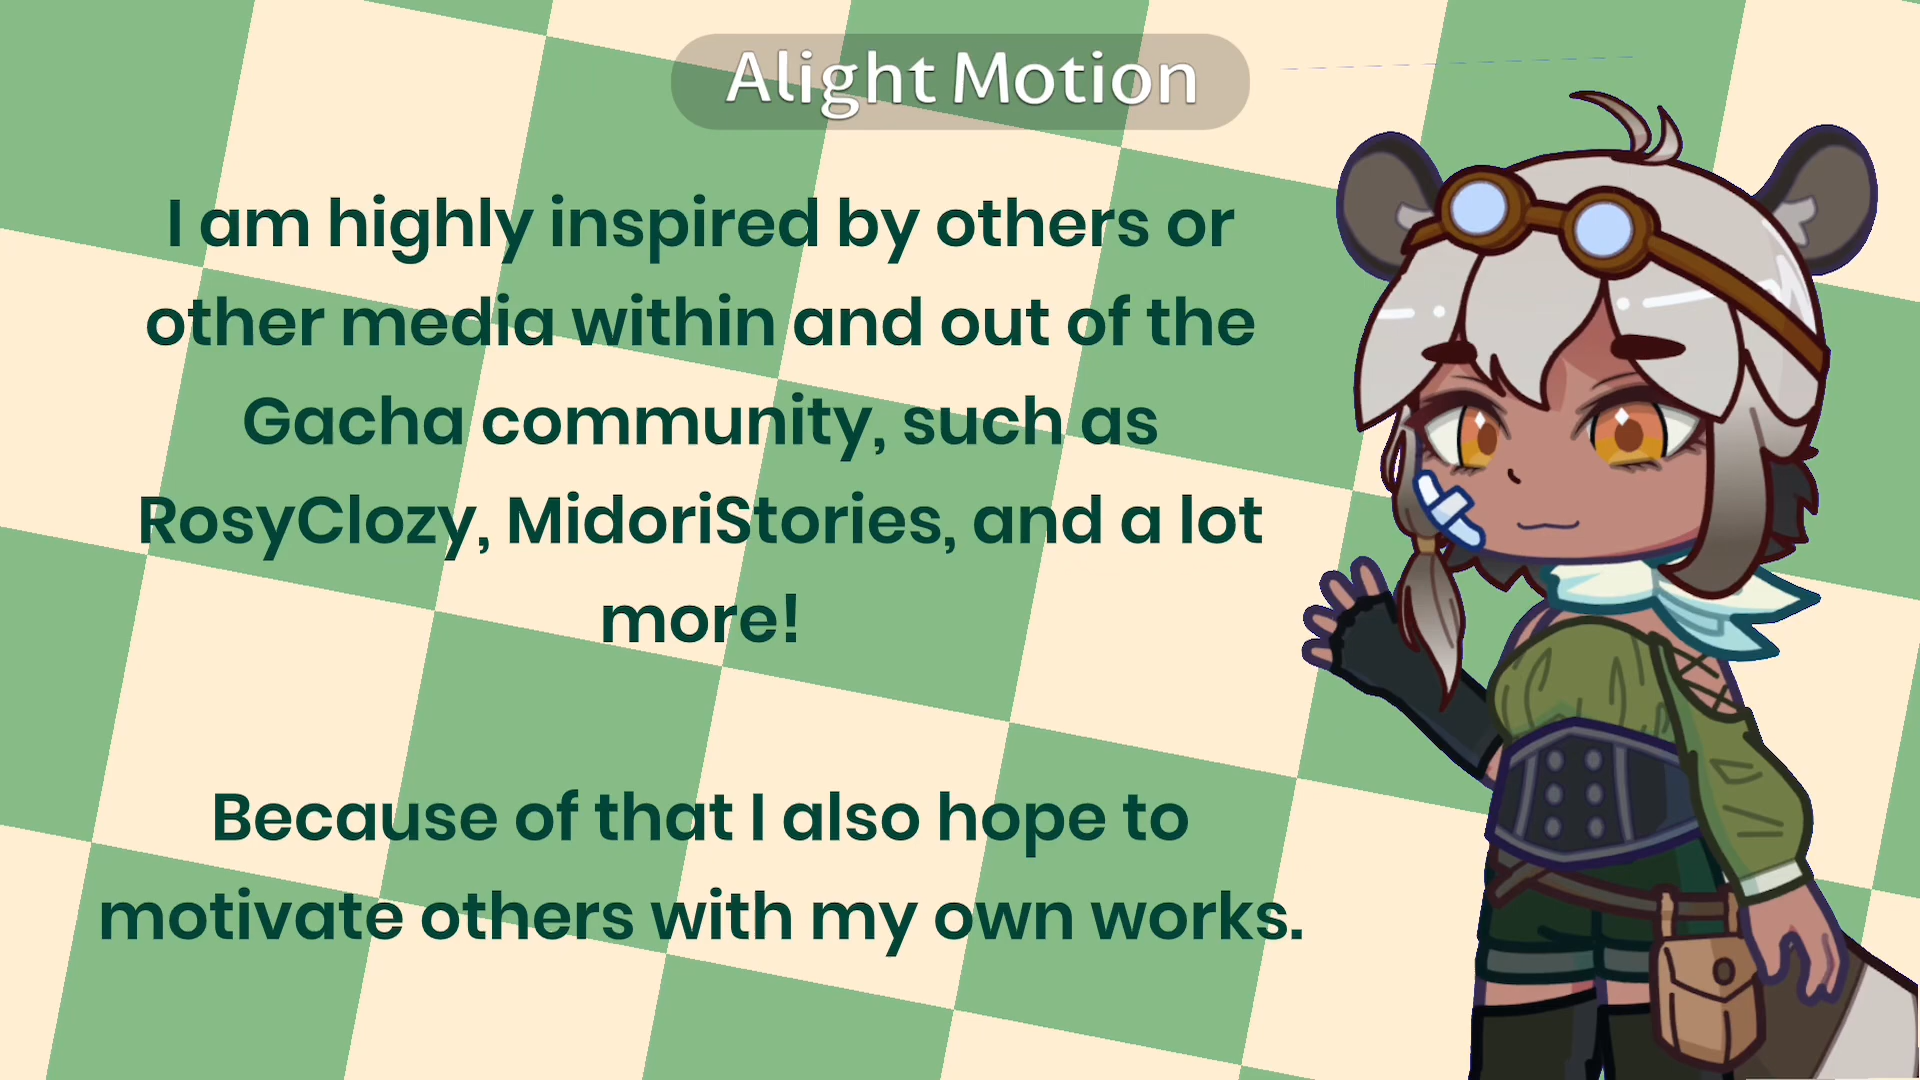 Alight Motion
I am highly inspired by others or
other media within and out of the
Gacha community, such as
RosyClozy, MidoriStories, and a lot
more!
Because of that I also hope to
motivate others with my own works.